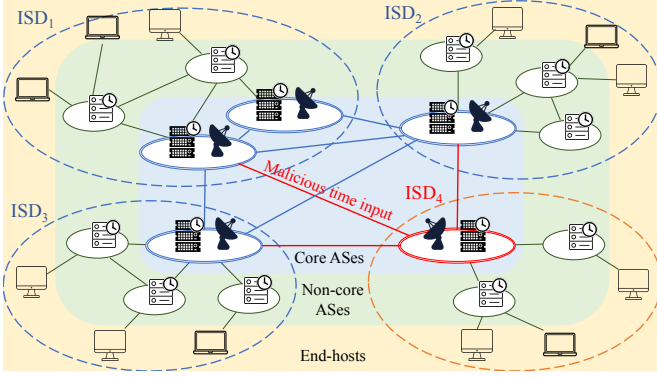 ISD1
ISD2
Malicious time input
ISD4
ISD3
Core ASes
Non-core
ASes
End-hosts